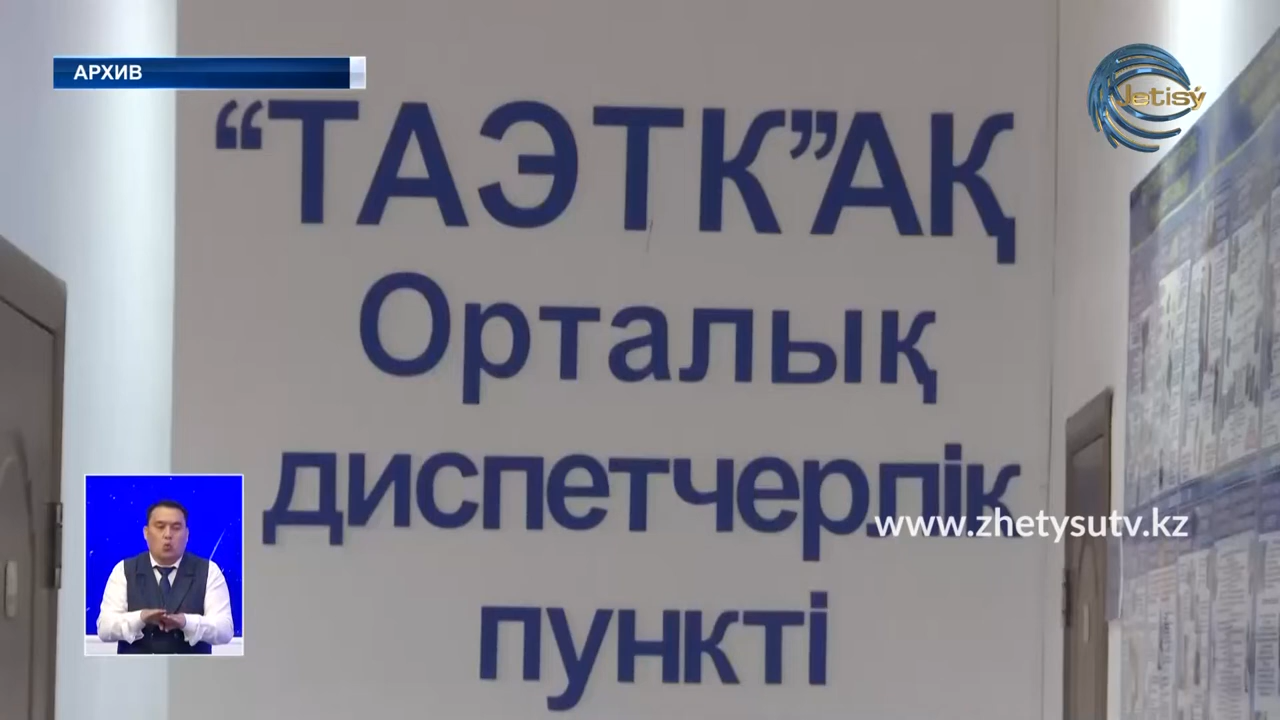 АРХИВ
Jetisý
“ТАЭТК”АҚ
Орталық
диспетчерлік
пункті
www.zhetysutv.kz